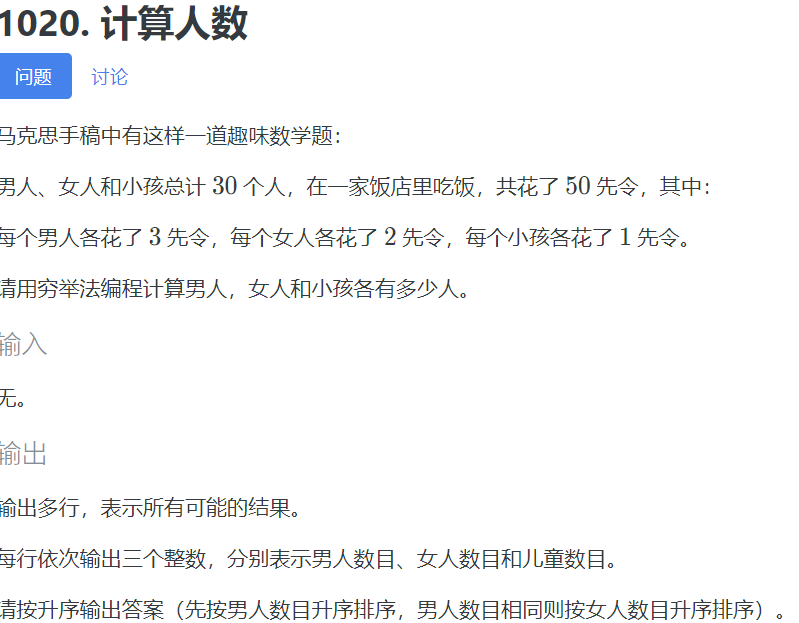 1020. 计算人数
问题 讨论
马克思手稿中有这样一道趣味数学题：
男人、女人和小孩总计 30 个人，在一家饭店里吃饭，共花了 50 先令，其中：
每个男人各花了 3 先令，每个女人各花了 2 先令，每个小孩各花了 1 先令。
请用穷举法编程计算男人，女人和小孩各有多少人。
输入
无。
输出
输出多行，表示所有可能的结果。
每行依次输出三个整数，分别表示男人数目、女人数目和儿童数目。
请按升序输出答案（先按男人数目升序排序，男人数目相同则按女人数目升序排序）。